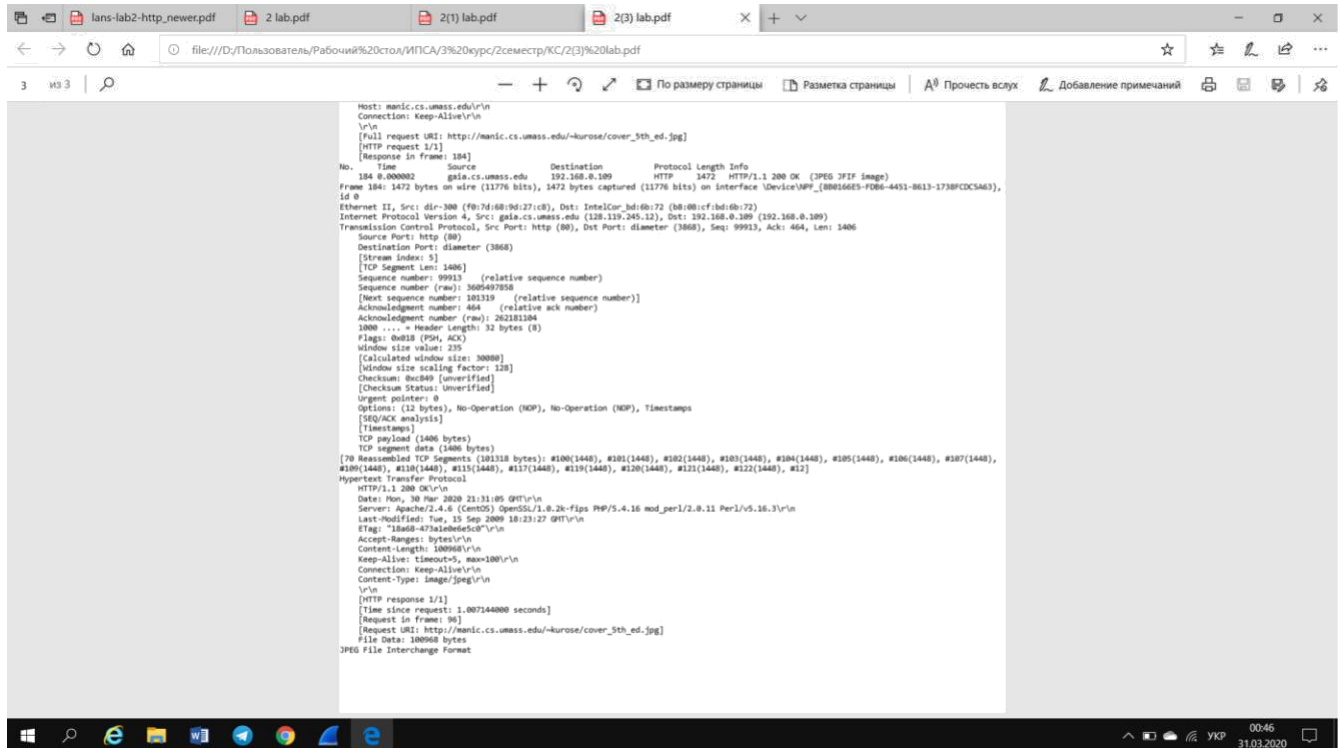 lans-lab2-http_newer.pdf 2 lab.pdf 2(1) lab.pdf 2(3) lab.pdf
file:///D:/Пользователь/Рабочий%20стол/ИПСА/3%20курс/2семестр/КС/2(3)%20lab.pdf
3 из 3 По размеру страницы Разметка страницы Прочесть вслух Добавление примечаний
Host: manic.cs.umass.edu\r\n
Connection: Keep-Alive\r\n
\r\n
[Full request URI: http://manic.cs.umass.edu/~kurose/cover_5th_ed.jpg]
[HTTP request 1/1]
[Response in frame: 184]
No. Time Source Destination Protocol Length Info
184 0.000002 gaia.cs.umass.edu 192.168.0.109 HTTP 1472 HTTP/1.1 200 OK (JPEG JFIF image)
Frame 184: 1472 bytes on wire (11776 bits), 1472 bytes captured (11776 bits) on interface \Device\NPF_{8B0166E5-FDB6-4451-8613-1738FCDC5A63},
id 0
Ethernet II, Src: dir-300 (f0:7d:68:9d:27:c8), Dst: IntelCor_bd:6b:72 (b8:08:cf:bd:6b:72)
Internet Protocol Version 4, Src: gaia.cs.umass.edu (128.119.245.12), Dst: 192.168.0.109 (192.168.0.109)
Transmission Control Protocol, Src Port: http (80), Dst Port: diameter (3868), Seq: 99913, Ack: 464, Len: 1406
Source Port: http (80)
Destination Port: diameter (3868)
[Stream index: 5]
[TCP Segment Len: 1406]
Sequence number: 99913 (relative sequence number)
Sequence number (raw): 3605497858
[Next sequence number: 101319 (relative sequence number)]
Acknowledgment number: 464 (relative ack number)
Acknowledgment number (raw): 262181104
1000 .... = Header Length: 32 bytes (8)
Flags: 0x018 (PSH, ACK)
Window size value: 235
[Calculated window size: 30080]
[Window size scaling factor: 128]
Checksum: 0xc849 [unverified]
[Checksum Status: Unverified]
Urgent pointer: 0
Options: (12 bytes), No-Operation (NOP), No-Operation (NOP), Timestamps
[SEQ/ACK analysis]
[Timestamps]
TCP payload (1406 bytes)
TCP segment data (1406 bytes)
[70 Reassembled TCP Segments (101318 bytes): #100(1448), #101(1448), #102(1448), #103(1448), #104(1448), #105(1448), #106(1448), #107(1448),
#109(1448), #110(1448), #115(1448), #117(1448), #119(1448), #120(1448), #121(1448), #122(1448), #12]
Hypertext Transfer Protocol
HTTP/1.1 200 OK\r\n
Date: Mon, 30 Mar 2020 21:31:05 GMT\r\n
Server: Apache/2.4.6 (CentOS) OpenSSL/1.0.2k-fips PHP/5.4.16 mod_perl/2.0.11 Perl/v5.16.3\r\n
Last-Modified: Tue, 15 Sep 2009 18:23:27 GMT\r\n
ETag: "18a68-473a1e0e6e5c0"\r\n
Accept-Ranges: bytes\r\n
Content-Length: 100968\r\n
Keep-Alive: timeout=5, max=100\r\n
Connection: Keep-Alive\r\n
Content-Type: image/jpeg\r\n
\r\n
[HTTP response 1/1]
[Time since request: 1.007144000 seconds]
[Request in frame: 96]
[Request URI: http://manic.cs.umass.edu/~kurose/cover_5th_ed.jpg]
File Data: 100968 bytes
JPEG File Interchange Format
УКР 00:46
31.03.2020